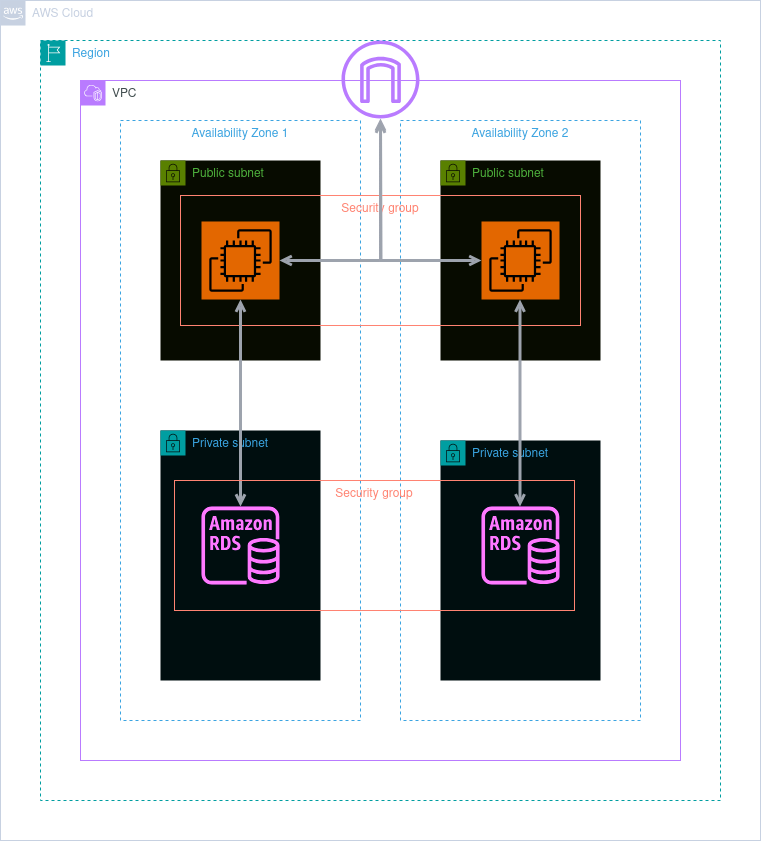 aws
AWS Cloud
Region
VPC
Availability Zone 1
Availability Zone 2
Public subnet
Public subnet
Security group
Private subnet
Private subnet
Security group
Amazon
RDS
Amazon
RDS